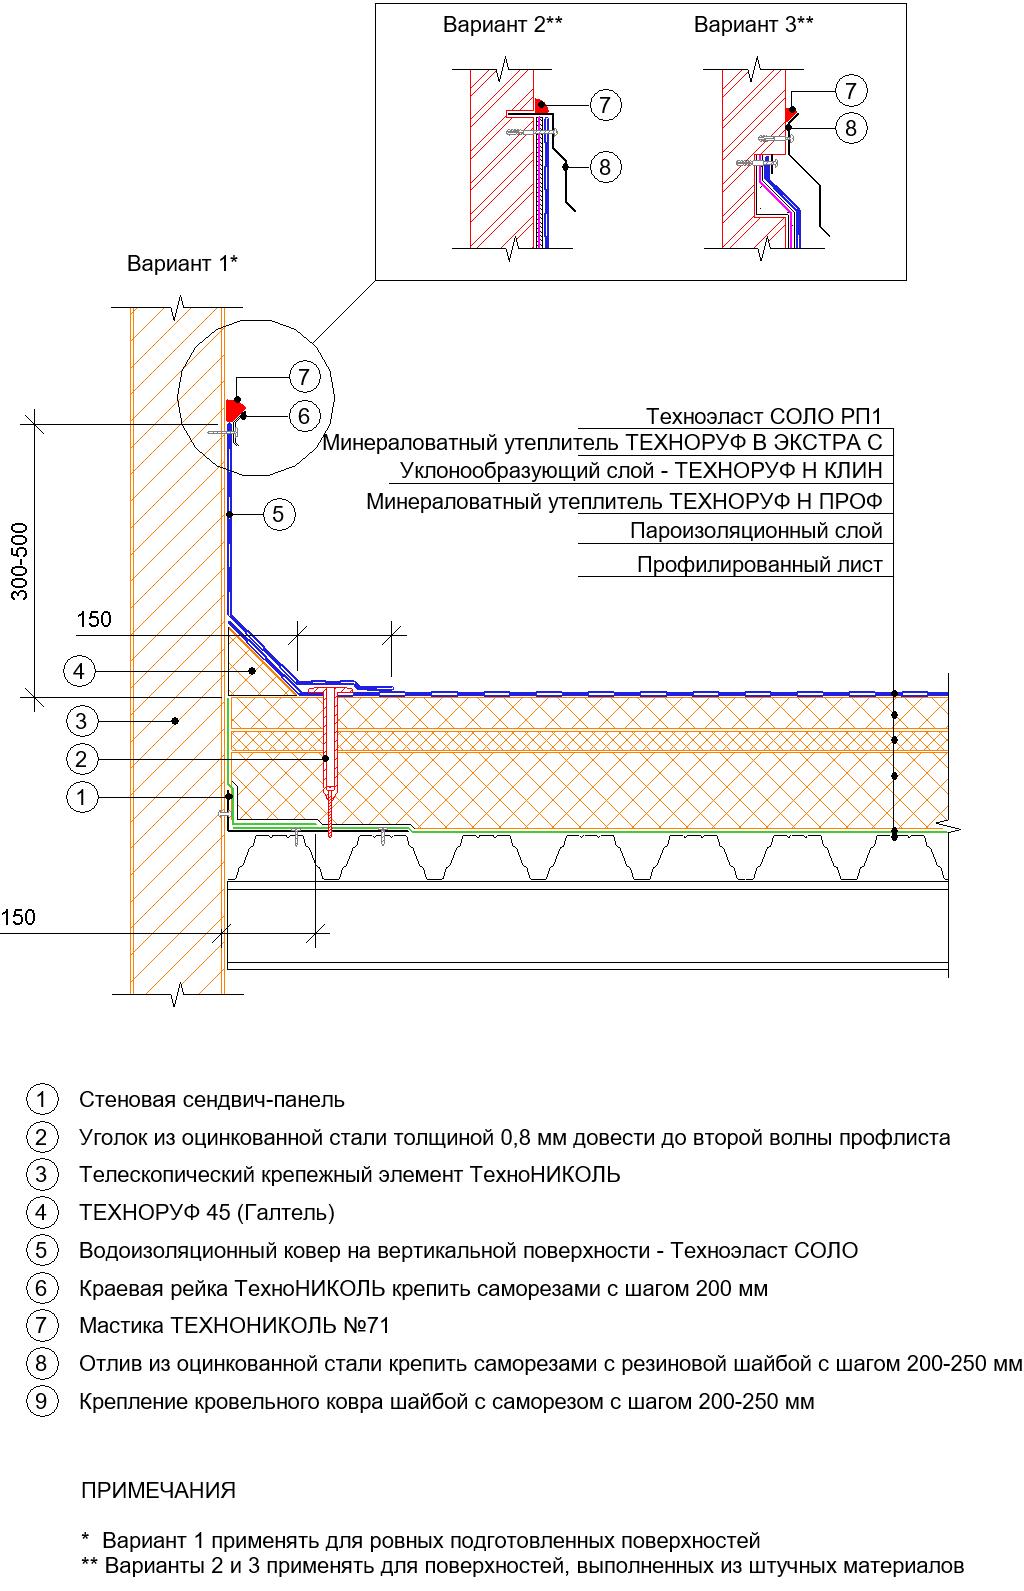 Вариант 2**
Вариант 3**
7
7
8
8
Вариант 1*
7
6
Техноэласт СОЛО РП1
Минераловатный утеплитель ТЕХНОРУФ В ЭКСТРА С
Уклонообразующий слой - ТЕХНОРУФ Н КЛИН
Минераловатный утеплитель ТЕХНОРУФ Н ПРОФ
5
Пароизоляционный слой
Профилированный лист
300-500
150
4
3
2
1
150
1 Стеновая сендвич-панель
2 Уголок из оцинкованной стали толщиной 0,8 мм довести до второй волны профлиста
3 Телескопический крепежный элемент ТехноНИКОЛЬ
4 ТЕХНОРУФ 45 (Галтель)
5 Водоизоляционный ковер на вертикальной поверхности - Техноэласт СОЛО
6 Краевая рейка ТехноНИКОЛЬ крепить саморезами с шагом 200 мм
7 Мастика ТЕХНОНИКОЛЬ №71
8 Отлив из оцинкованной стали крепить саморезами с резиновой шайбой с шагом 200-250 мм
9 Крепление кровельного ковра шайбой с саморезом с шагом 200-250 мм
ПРИМЕЧАНИЯ
* Вариант 1 применять для ровных подготовленных поверхностей
** Варианты 2 и 3 применять для поверхностей, выполненных из штучных материалов